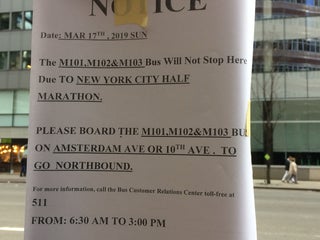 NOTICE
Date: MAR 17TH, 2019 SUN
The M101,M102&M103 Bus Will Not Stop Here
Due TO NEW YORK CITY HALF
MARATHON.
PLEASE BOARD THE M101,M102&M103 BUS
ON AMSTERDAM AVE OR 10TH AVE . TO
GO NORTHBOUND.
For more information, call the Bus Customer Relations Center toll-free at
511
FROM: 6:30 AM TO 3:00 PM